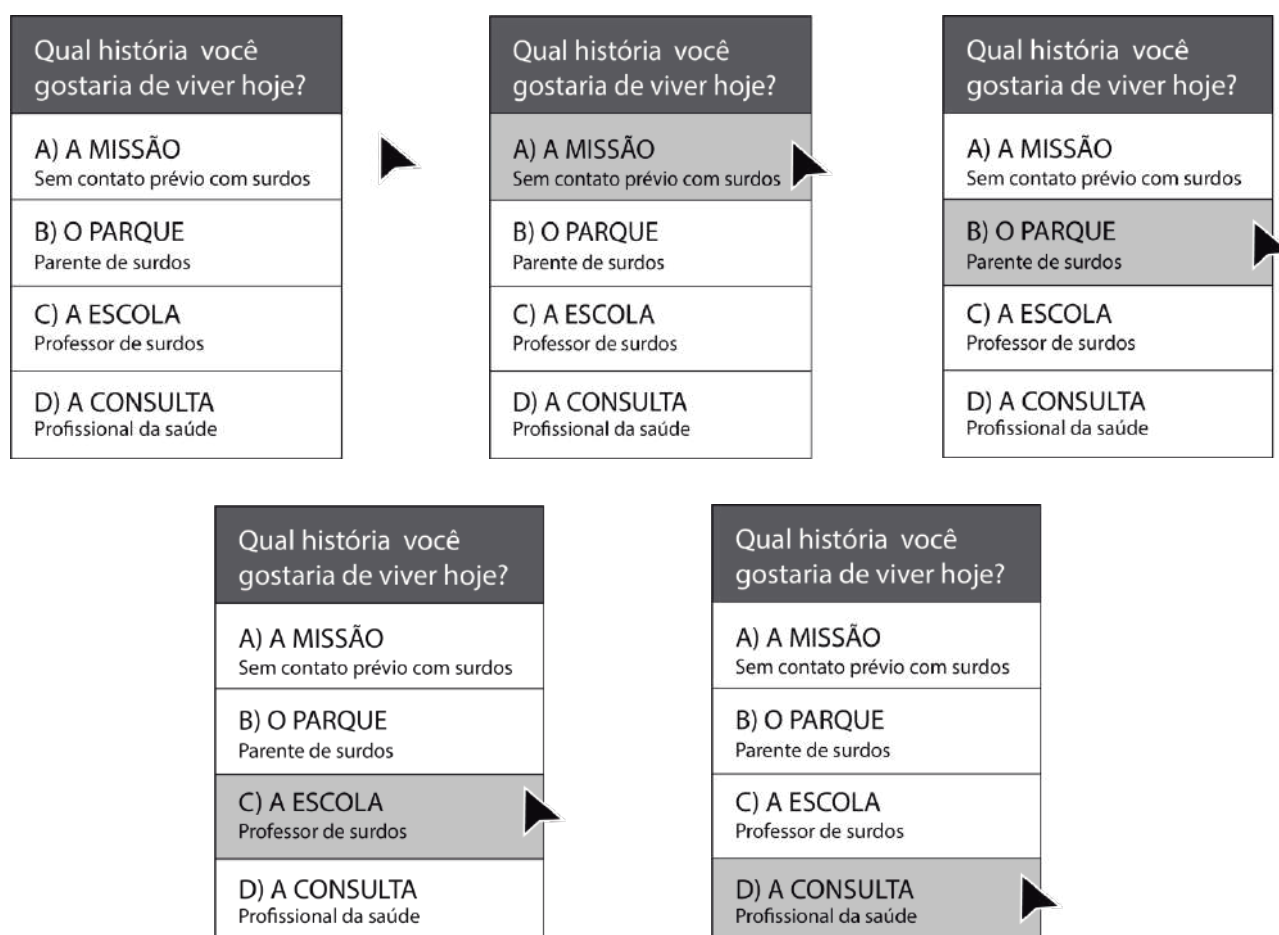 Qual história você
gostaria de viver hoje?
A) A MISSÃO
Sem contato prévio com surdos
B) O PARQUE
Parente de surdos
C) A ESCOLA
Professor de surdos
D) A CONSULTA
Profissional da saúde
Qual história você
gostaria de viver hoje?
A) A MISSÃO
Sem contato prévio com surdos
B) O PARQUE
Parente de surdos
C) A ESCOLA
Professor de surdos
D) A CONSULTA
Profissional da saúde
Qual história você
gostaria de viver hoje?
A) A MISSÃO
Sem contato prévio com surdos
B) O PARQUE
Parente de surdos
C) A ESCOLA
Professor de surdos
D) A CONSULTA
Profissional da saúde
Qual história você
gostaria de viver hoje?
A) A MISSÃO
Sem contato prévio com surdos
B) O PARQUE
Parente de surdos
C) A ESCOLA
Professor de surdos
D) A CONSULTA
Profissional da saúde
Qual história você
gostaria de viver hoje?
A) A MISSÃO
Sem contato prévio com surdos
B) O PARQUE
Parente de surdos
C) A ESCOLA
Professor de surdos
D) A CONSULTA
Profissional da saúde